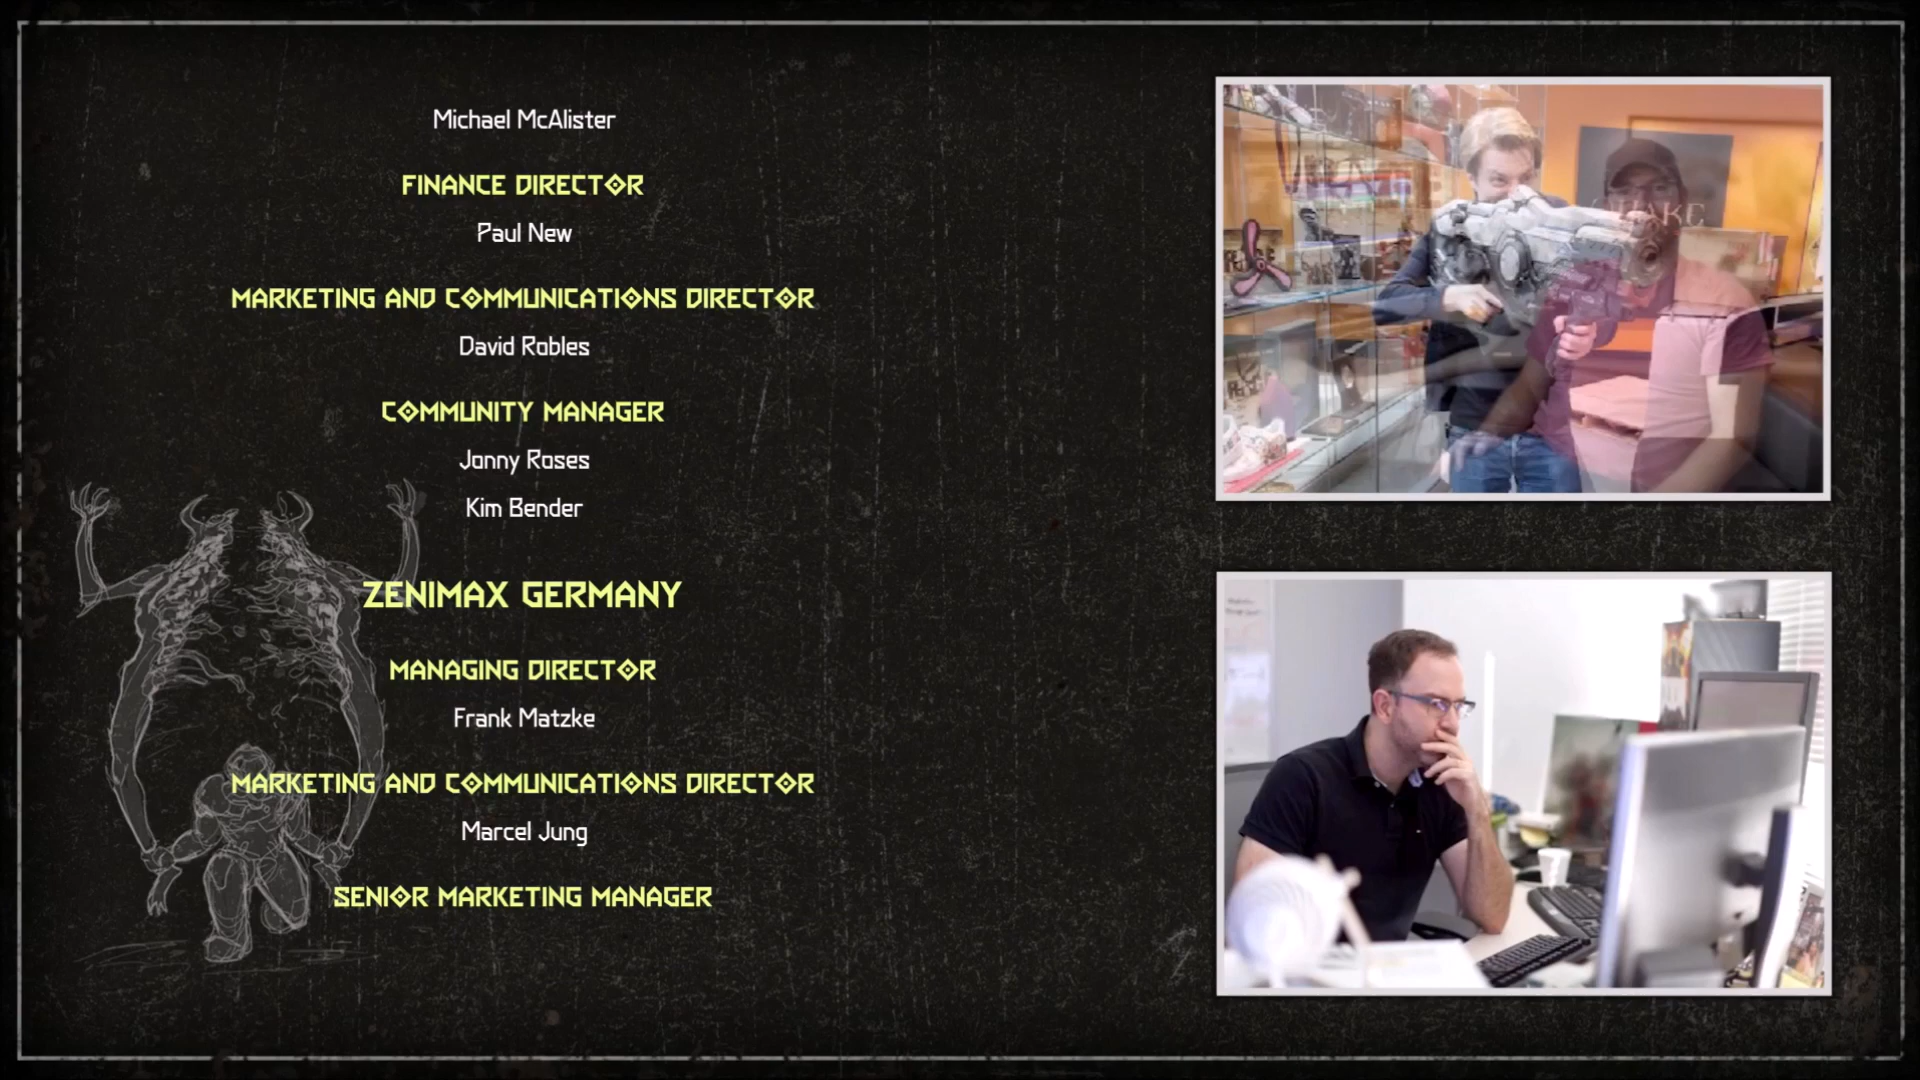 Michael McAlister
FINANCE DIRECTOR
Paul New
MARKETING AND COMMUNICATIONS DIRECTOR
David Robles
COMMUNITY MANAGER
Jonny Roses
Kim Bender
ZENIMAX GERMANY
MANAGING DIRECTOR
Frank Matzke
MARKETING AND COMMUNICATIONS DIRECTOR
Marcel Jung
SENIOR MARKETING MANAGER